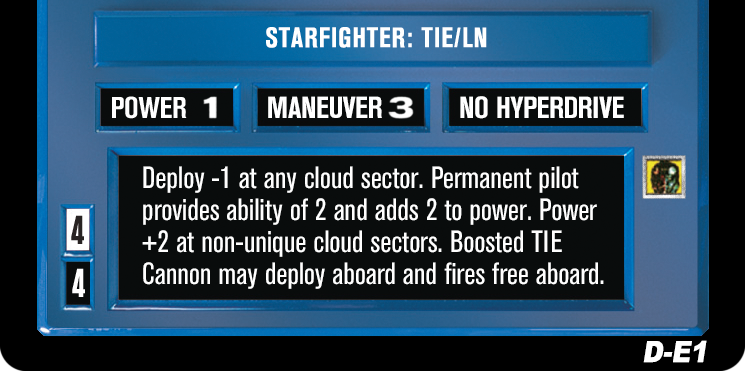 STARFIGHTER: TIE/LN
POWER 1 MANEUVER 3 NO HYPERDRIVE
Deploy -1 at any cloud sector. Permanent pilot
provides ability of 2 and adds 2 to power. Power
+2 at non-unique cloud sectors. Boosted TIE
Cannon may deploy aboard and fires free aboard.
4
4
D-E1